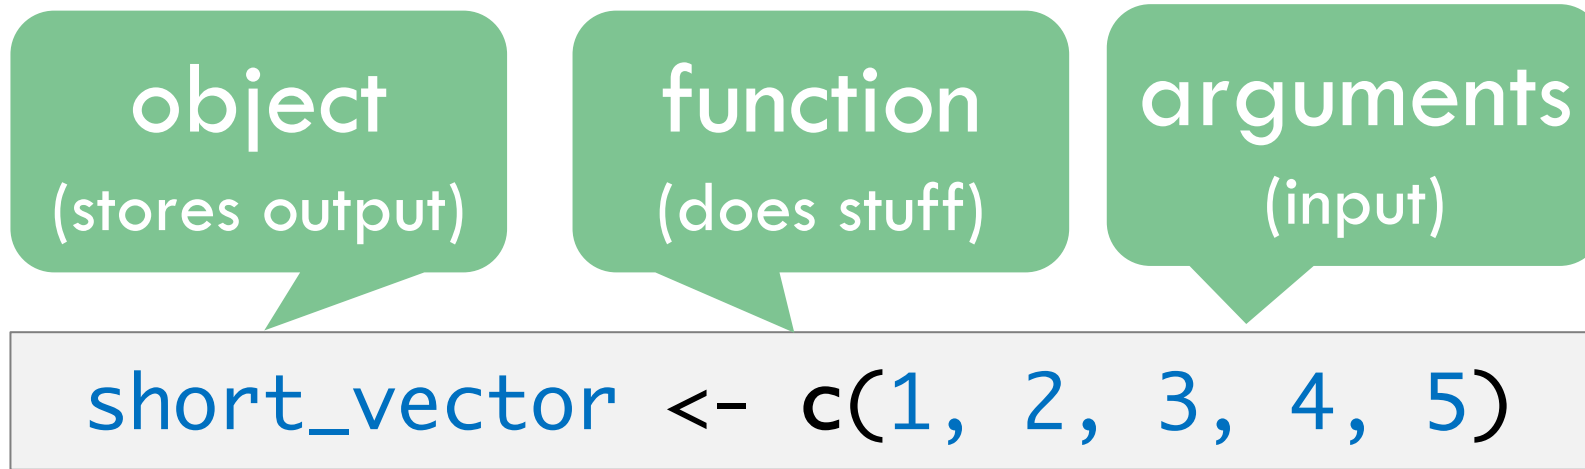 object
(stores output)
function
(does stuff)
arguments
(input)
short_vector <- c(1, 2, 3, 4, 5)